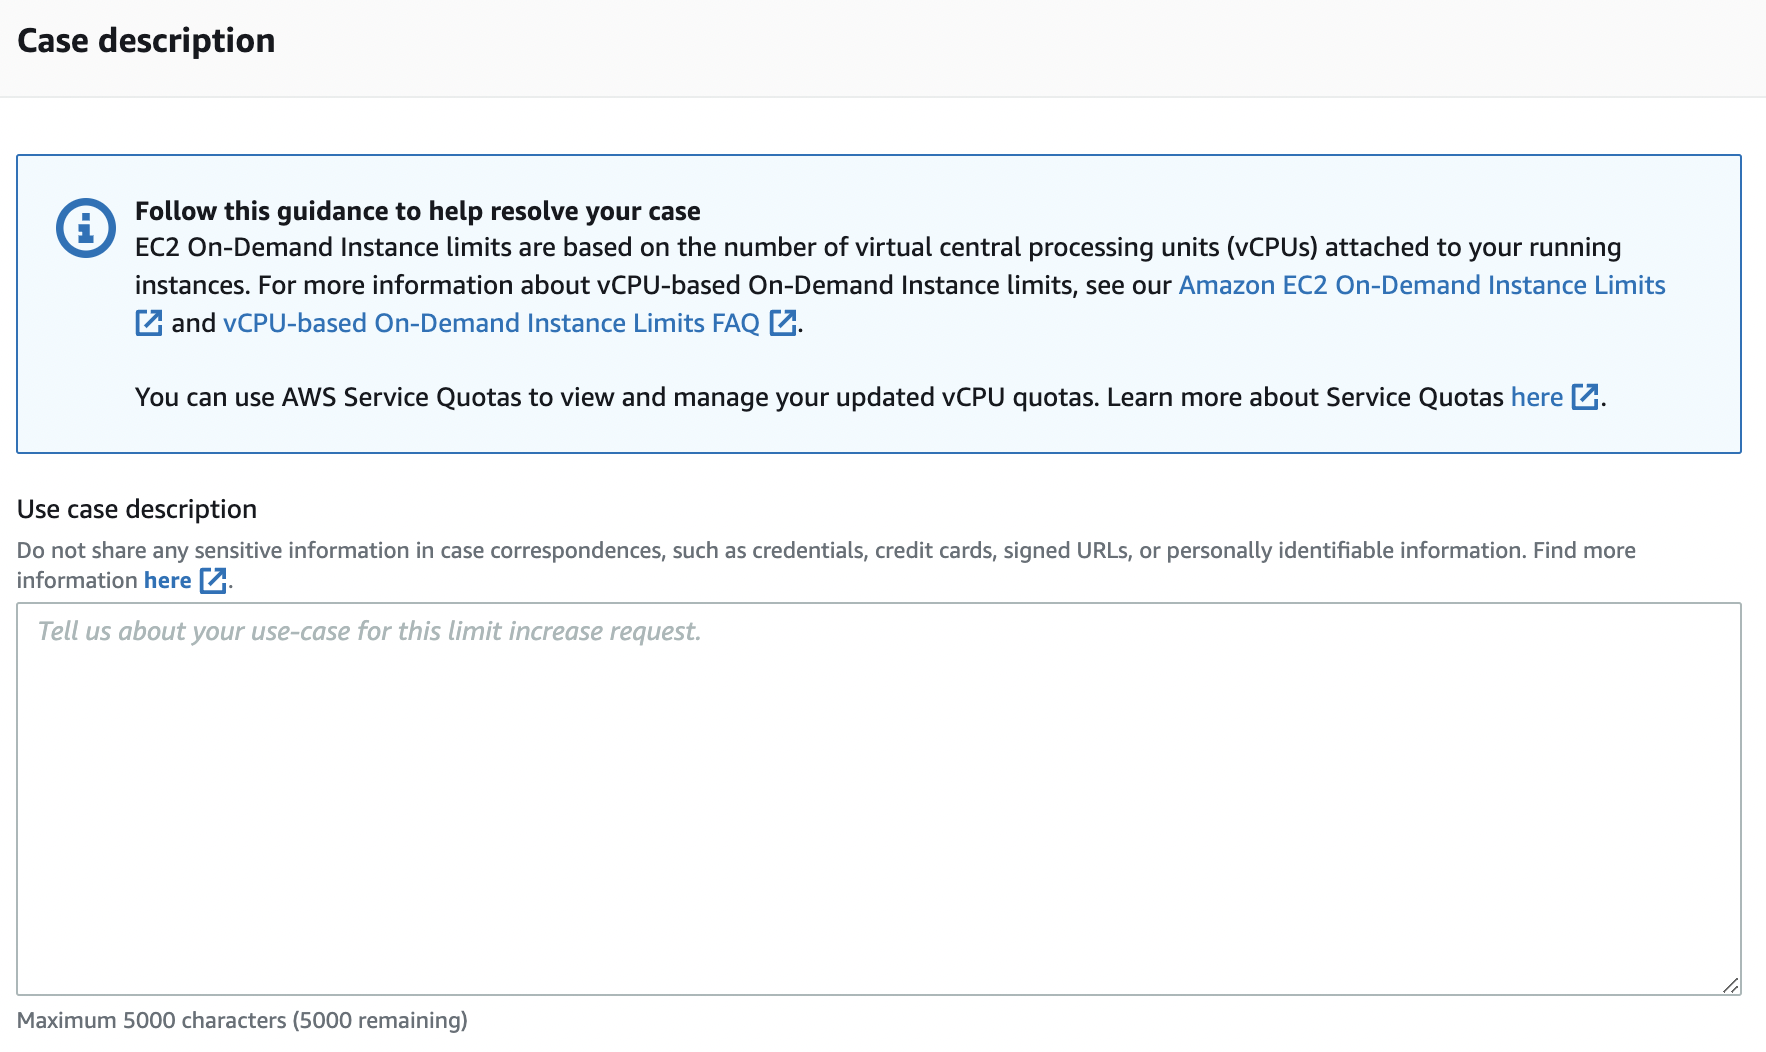 Case description
Follow this guidance to help resolve your case
EC2 On-Demand Instance limits are based on the number of virtual central processing units (vCPUs) attached to your running
instances. For more information about vCPU-based On-Demand Instance limits, see our Amazon EC2 On-Demand Instance Limits
and vCPU-based On-Demand Instance Limits FAQ.
You can use AWS Service Quotas to view and manage your updated vCPU quotas. Learn more about Service Quotas here.
Use case description
Do not share any sensitive information in case correspondences, such as credentials, credit cards, signed URLs, or personally identifiable information. Find more
information here.
Tell us about your use-case for this limit increase request.
Maximum 5000 characters (5000 remaining)